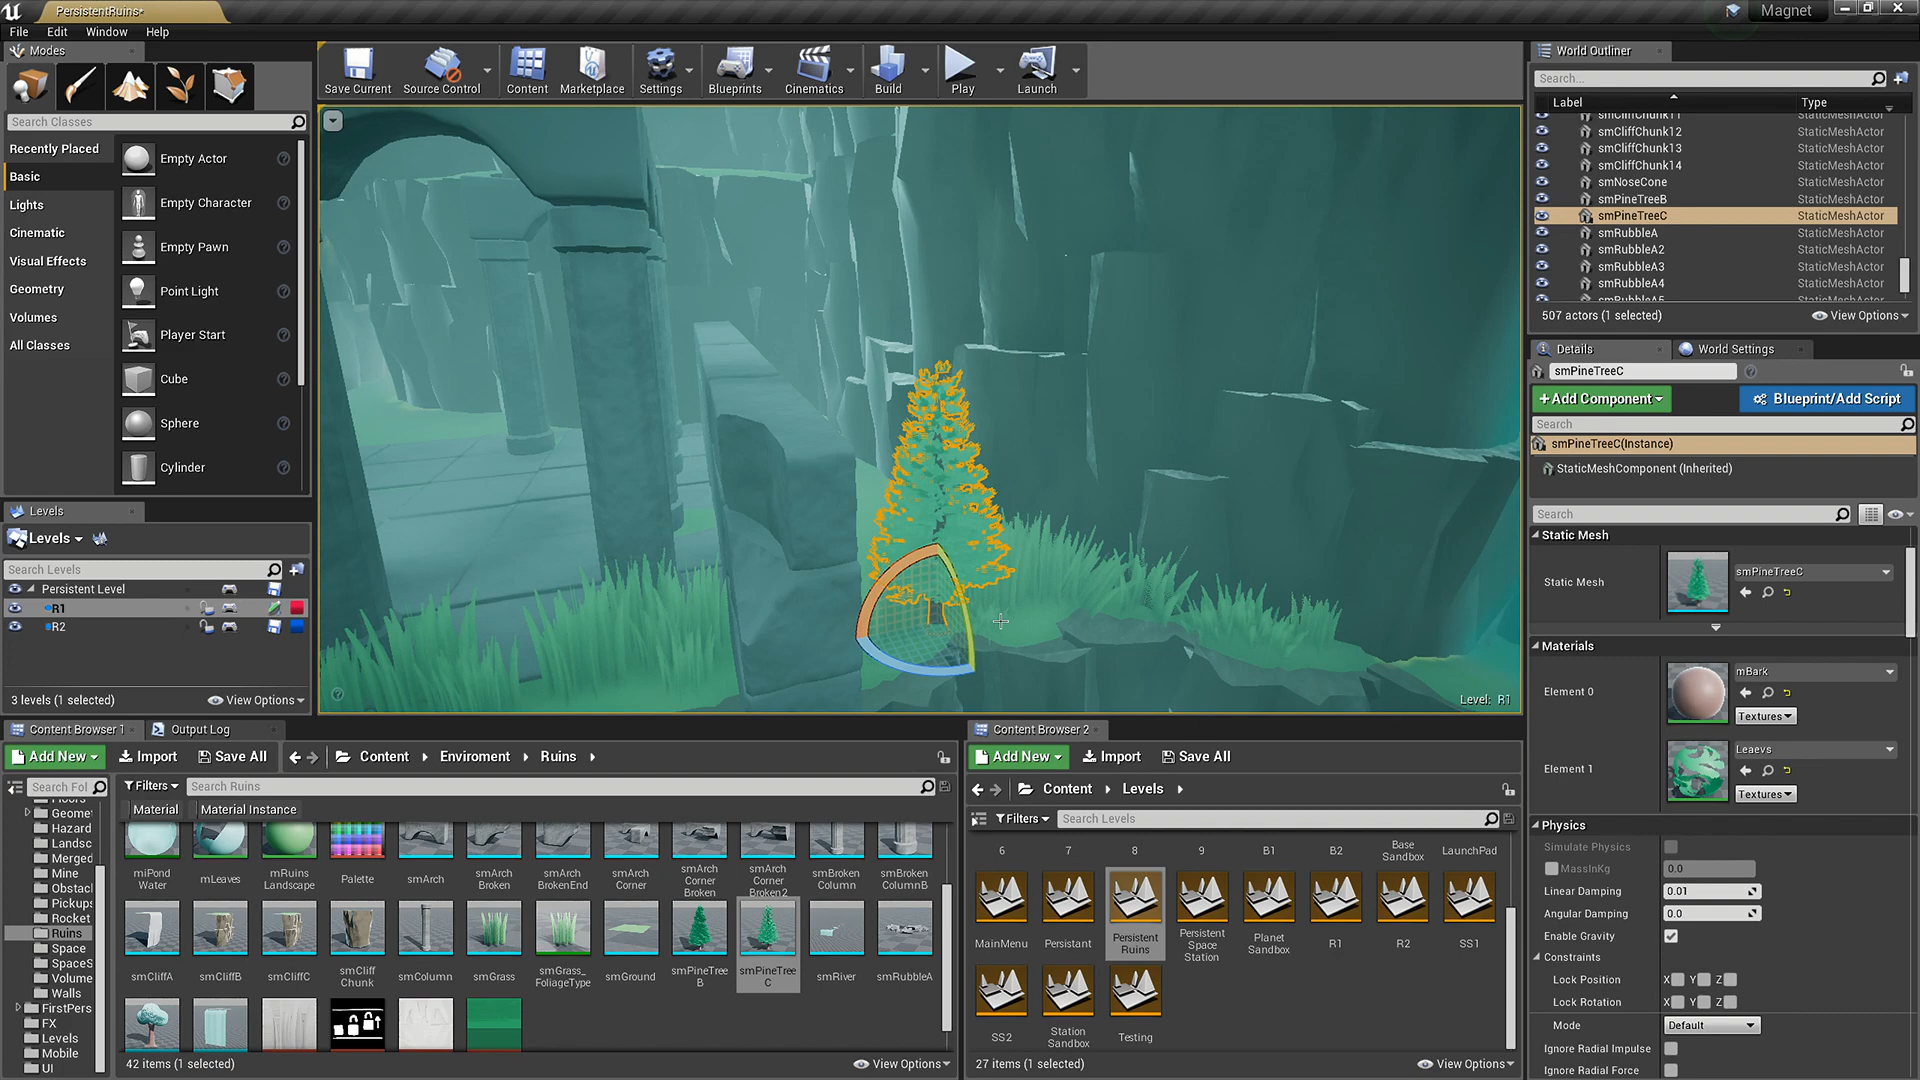 PersistentRuins*
Magnet
File Edit Window Help
Modes
Save Current
Source Control
Content
Marketplace
Settings
Blueprints
Cinematics
Build
Play
Launch
Search Classes
Recently Placed
Basic
Lights
Cinematic
Visual Effects
Geometry
Volumes
All Classes
Empty Actor
Empty Character
Empty Pawn
Point Light
Player Start
Cube
Sphere
Cylinder
Level: R1
World Outliner
Search...
Label Type
smCliffChunk11 StaticMeshActor
smCliffChunk12 StaticMeshActor
smCliffChunk13 StaticMeshActor
smCliffChunk14 StaticMeshActor
smNoseCone StaticMeshActor
smPineTreeB StaticMeshActor
smPineTreeC StaticMeshActor
smRubbleA StaticMeshActor
smRubbleA2 StaticMeshActor
smRubbleA3 StaticMeshActor
smRubbleA4 StaticMeshActor
smRubbleA5 StaticMeshActor
507 actors (1 selected) View Options
Details World Settings
smPineTreeC
+Add Component Blueprint/Add Script
Search
smPineTreeC(Instance)
StaticMeshComponent (Inherited)
Search
Static Mesh
Static Mesh smPineTreeC
Materials
Element 0 mBark
Textures
Element 1 Leaevs
Textures
Physics
Simulate Physics
MassInKg 0.0
Linear Damping 0.01
Angular Damping 0.0
Enable Gravity
Constraints
Lock Position X Y Z
Lock Rotation X Y Z
Mode Default
Ignore Radial Impulse
Ignore Radial Force
Levels
Levels
Search Levels
Persistent Level
R1
R2
3 levels (1 selected) View Options
Content Browser 1 Output Log
Add New Import Save All Content Enviroment Ruins
Search Fol
Filters Search Ruins
Material Material Instance
Floors
Geomet
Hazard
Landsc
Merged
Mine
Obstacl
Pickups
Rocket
Ruins
Space
SpaceS
Volume
Walls
FirstPers
FX
Levels
Mobile
UI
miPond Water
mLeaves
mRuins Landscape
Palette
smArch
smArch Broken
smArch BrokenEnd
smArch Corner
smArch Corner Broken
smArch Corner Broken2
smBroken Column
smBroken ColumnB
smCliffA
smCliffB
smCliffC
smCliff Chunk
smColumn
smGrass
smGrass_ FoliageType
smGround
smPineTree B
smPineTree C
smRiver
smRubbleA
42 items (1 selected) View Options
Content Browser 2
Add New Import Save All
Content Levels
Filters Search Levels
6
7
8
9
B1
B2
Base Sandbox
LaunchPad
MainMenu
Persistant
Persistent Ruins
Persistent Space Station
Planet Sandbox
R1
R2
SS1
SS2
Station Sandbox
Testing
27 items (1 selected) View Options